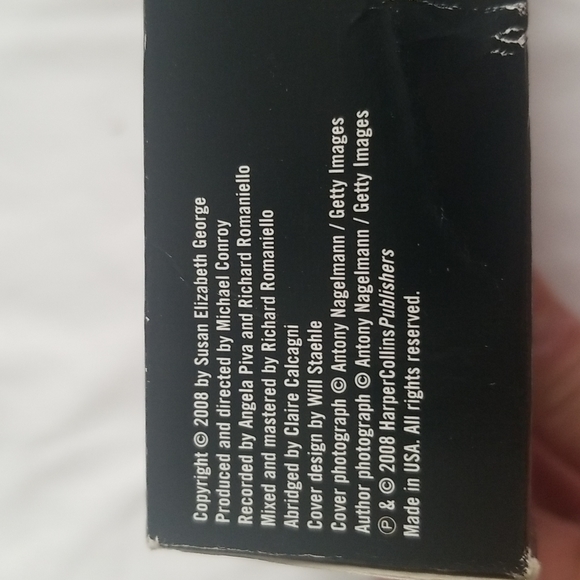 Copyright © 2008 by Susan Elizabeth George
Produced and directed by Michael Conroy
Recorded by Angela Piva and Richard Romaniello
Mixed and mastered by Richard Romaniello
Abridged by Claire Calcagni
Cover design by Will Staehle
Cover photograph © Antony Nagelmann / Getty Images
Author photograph © Antony Nagelmann / Getty Images
℗ & © 2008 HarperCollinsPublishers
Made in USA. All rights reserved.